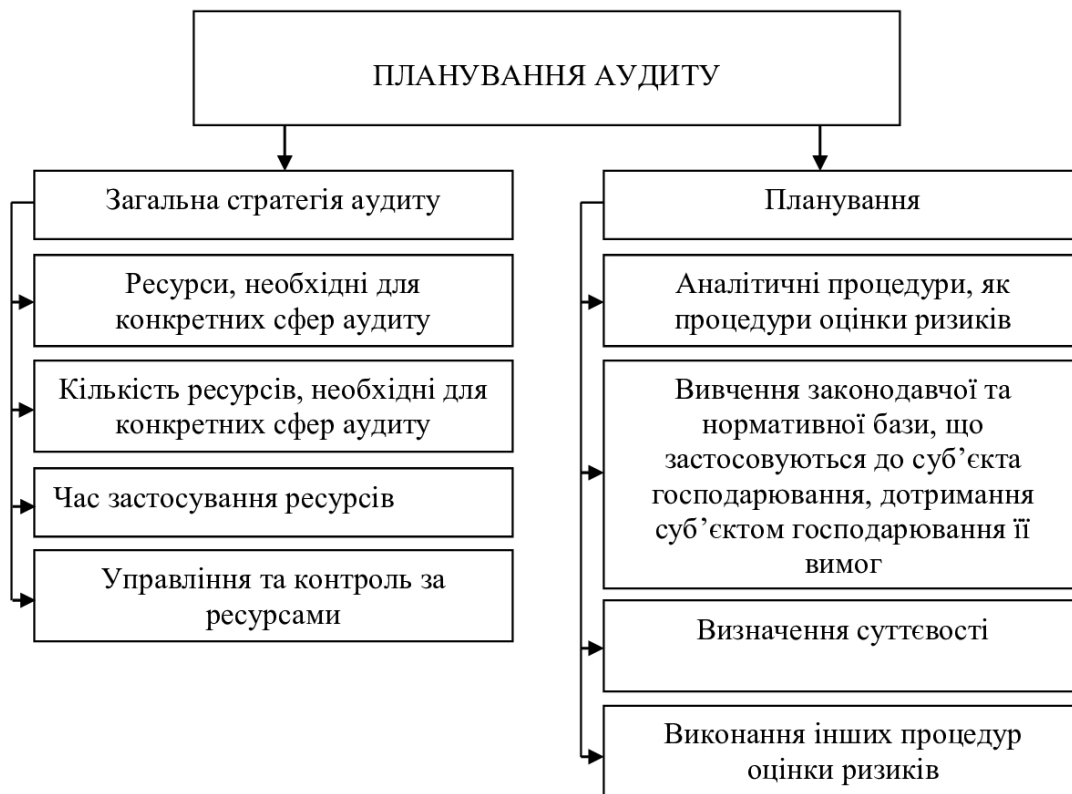 ПЛАНУВАННЯ АУДИТУ
Загальна стратегія аудиту
Ресурси, необхідні для
конкретних сфер аудиту
Кількість ресурсів, необхідні для
конкретних сфер аудиту
Час застосування ресурсів
Управління та контроль за
ресурсами
Планування
Аналітичні процедури, як
процедури оцінки ризиків
Вивчення законодавчої та
нормативної бази, що
застосовуються до суб’єкта
господарювання, дотримання
суб’єктом господарювання її
вимог
Визначення суттєвості
Виконання інших процедур
оцінки ризиків